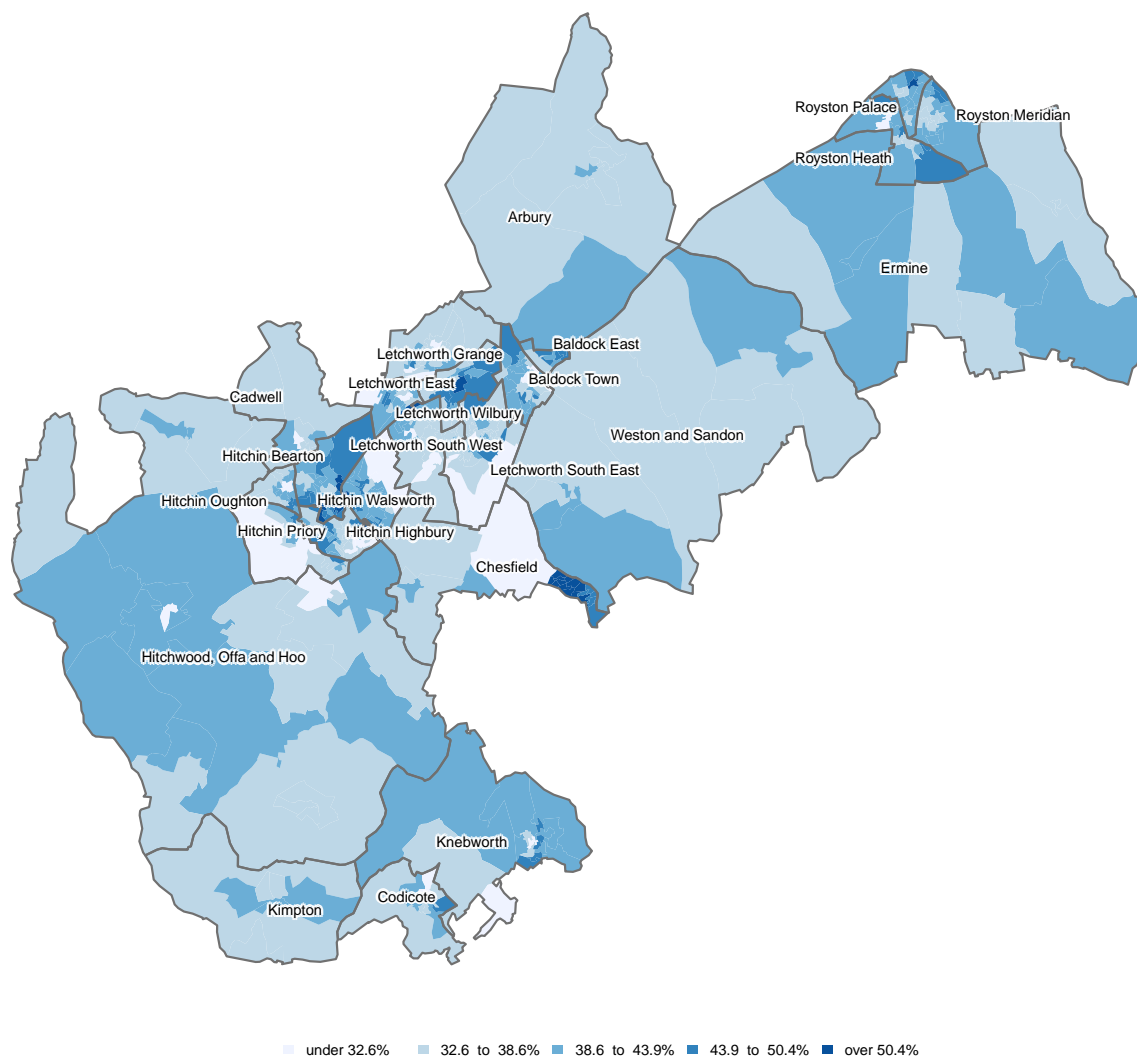 Royston Palace
Royston Meridian
Royston Heath
Arbury
Ermine
Baldock East
Letchworth Grange
Baldock Town
Letchworth East
Cadwell
Letchworth Wilbury
Weston and Sandon
Letchworth South West
Hitchin Bearton
Letchworth South East
Hitchin Oughton
Hitchin Walsworth
Hitchin Priory
Hitchin Highbury
Chesfield
Hitchwood, Offa and Hoo
Knebworth
Codicote
Kimpton
under 32.6%
32.6 to 38.6%
38.6 to 43.9%
43.9 to 50.4%
over 50.4%